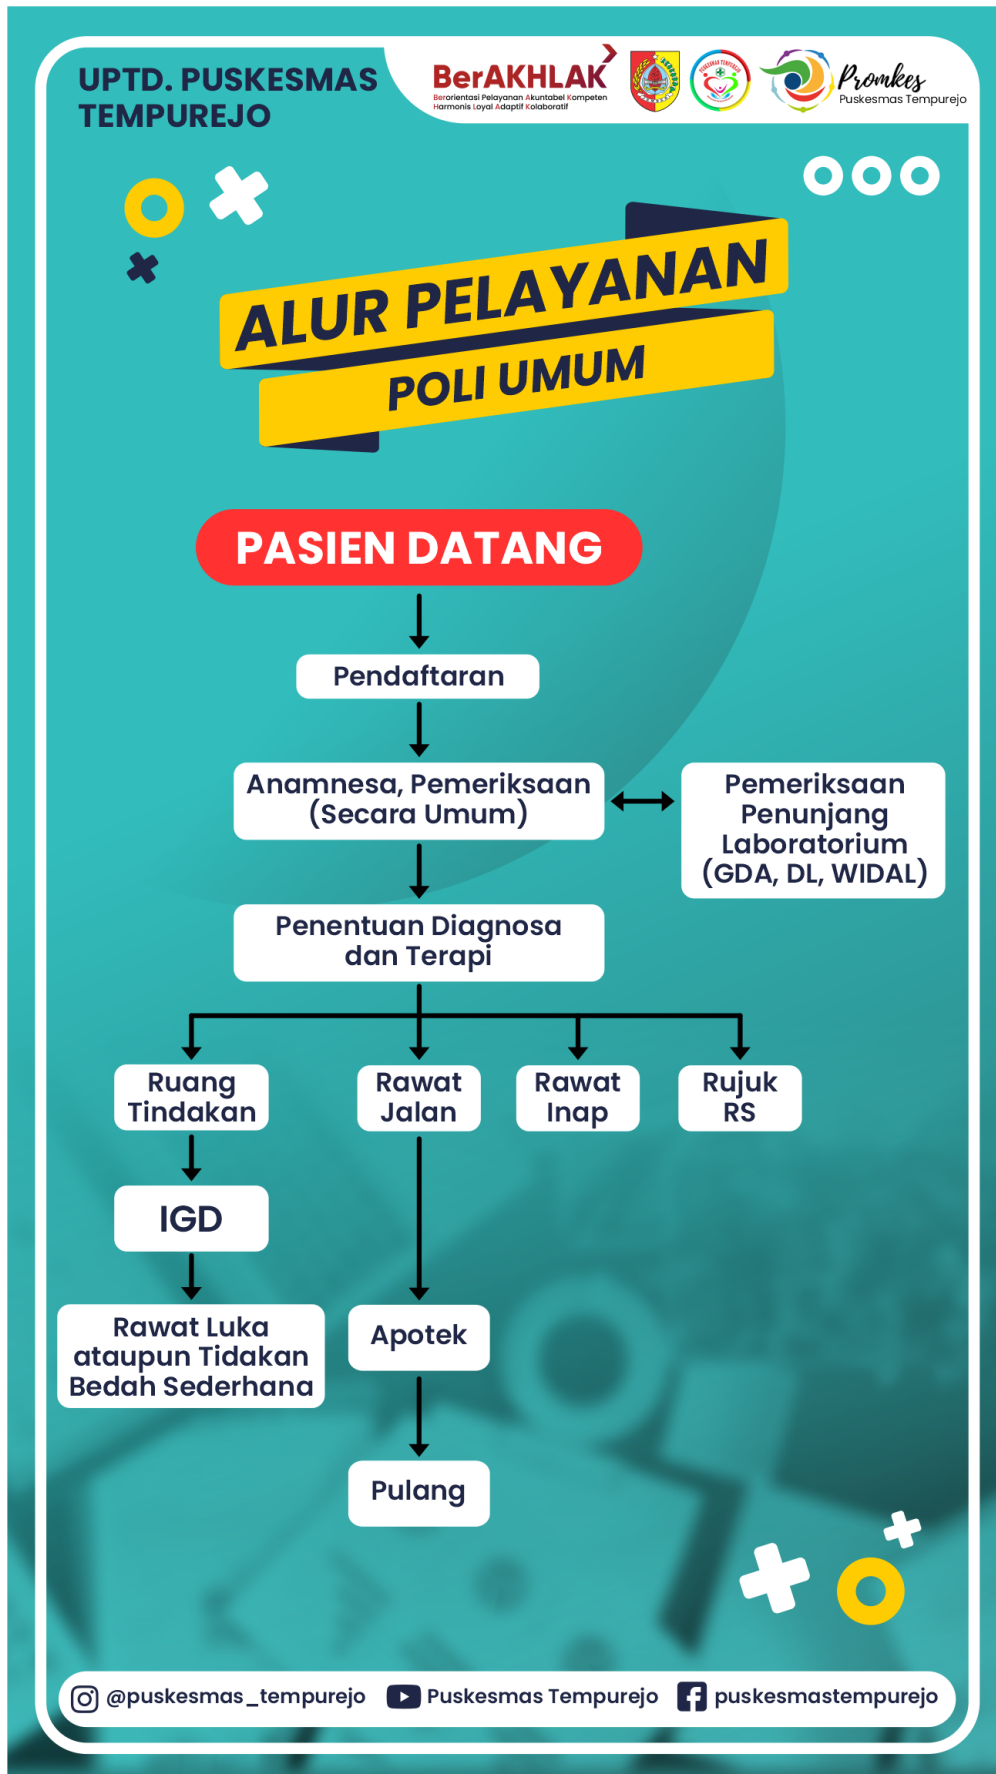 UPTD. PUSKESMAS
TEMPUREJO
BerAKHLAK
Berorientasi Pelayanan Akuntabel Kompeten
Harmonis Loyal Adaptif Kolaboratif
PUSKESMAS TEMPUREJO
Promkes
Puskesmas Tempurejo
ALUR PELAYANAN
POLI UMUM
PASIEN DATANG
Pendaftaran
Anamnesa, Pemeriksaan
(Secara Umum)
Pemeriksaan
Penunjang
Laboratorium
(GDA, DL, WIDAL)
Penentuan Diagnosa
dan Terapi
Ruang
Tindakan
Rawat
Jalan
Rawat
Inap
Rujuk
RS
IGD
Rawat Luka
ataupun Tidakan
Bedah Sederhana
Apotek
Pulang
@puskesmas_tempurejo
Puskesmas Tempurejo
puskesmastempurejo